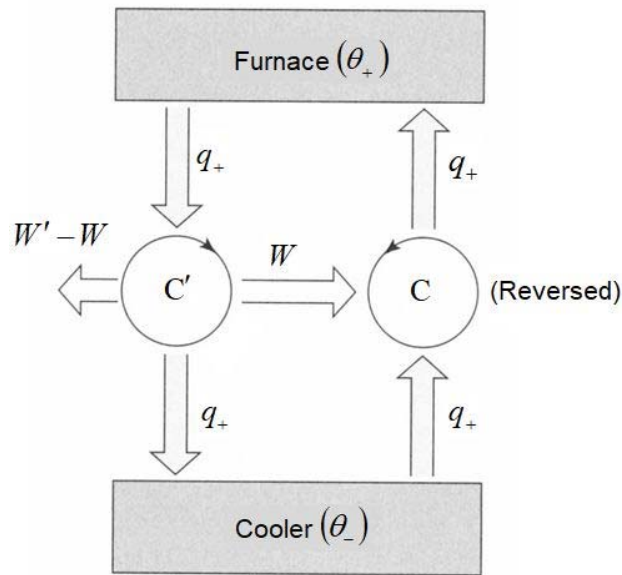 Furnace (θ₊)
q₊
q₊
W′ – W
W
C′
C
(Reversed)
q₊
q₊
Cooler (θ₋)